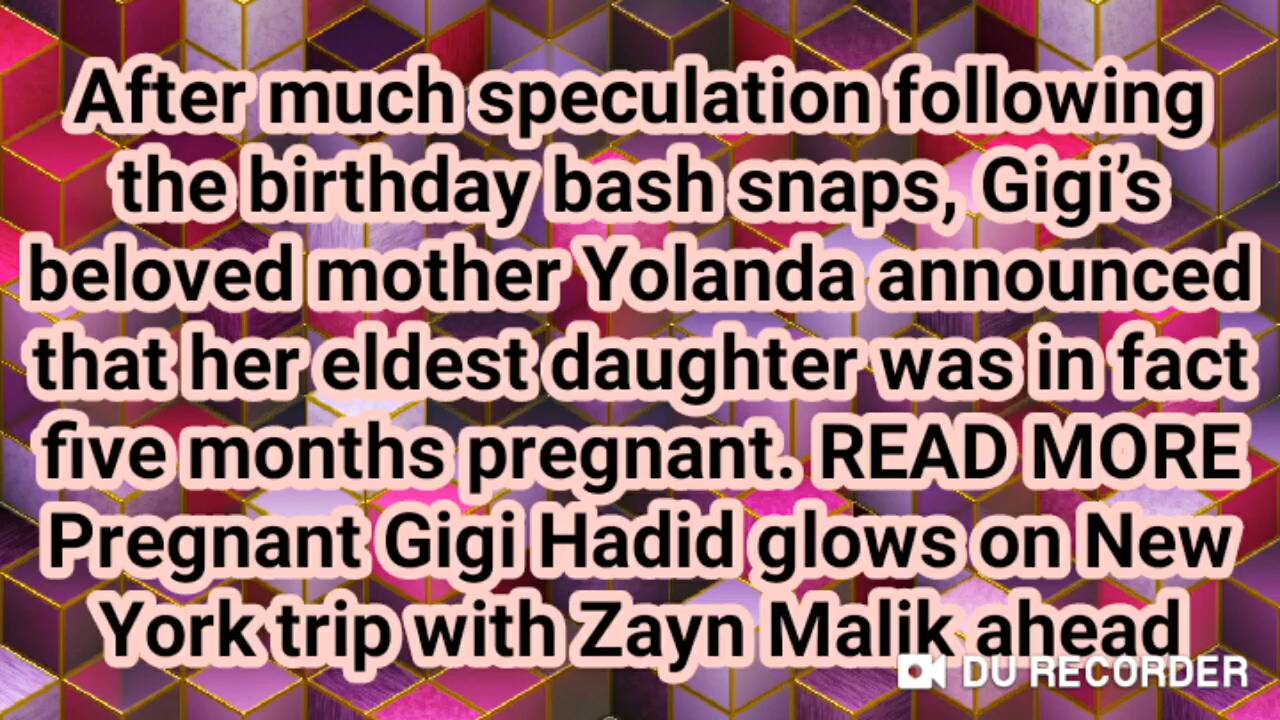 After much speculation following
the birthday bash snaps, Gigi’s
beloved mother Yolanda announced
that her eldest daughter was in fact
five months pregnant. READ MORE
Pregnant Gigi Hadid glows on New
York trip with Zayn Malik ahead
DU RECORDER